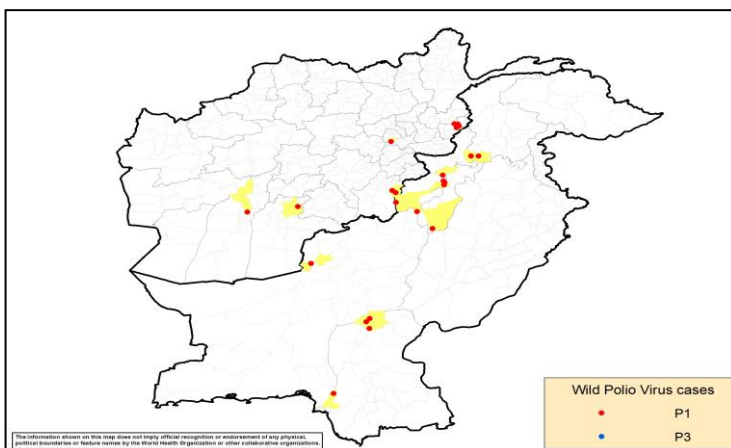 Wild Polio Virus cases
P1
P3
The information shown on this map does not imply official recognition or endorsement of any physical,
political boundaries or feature names by the World Health Organization or other collaborative organizations.